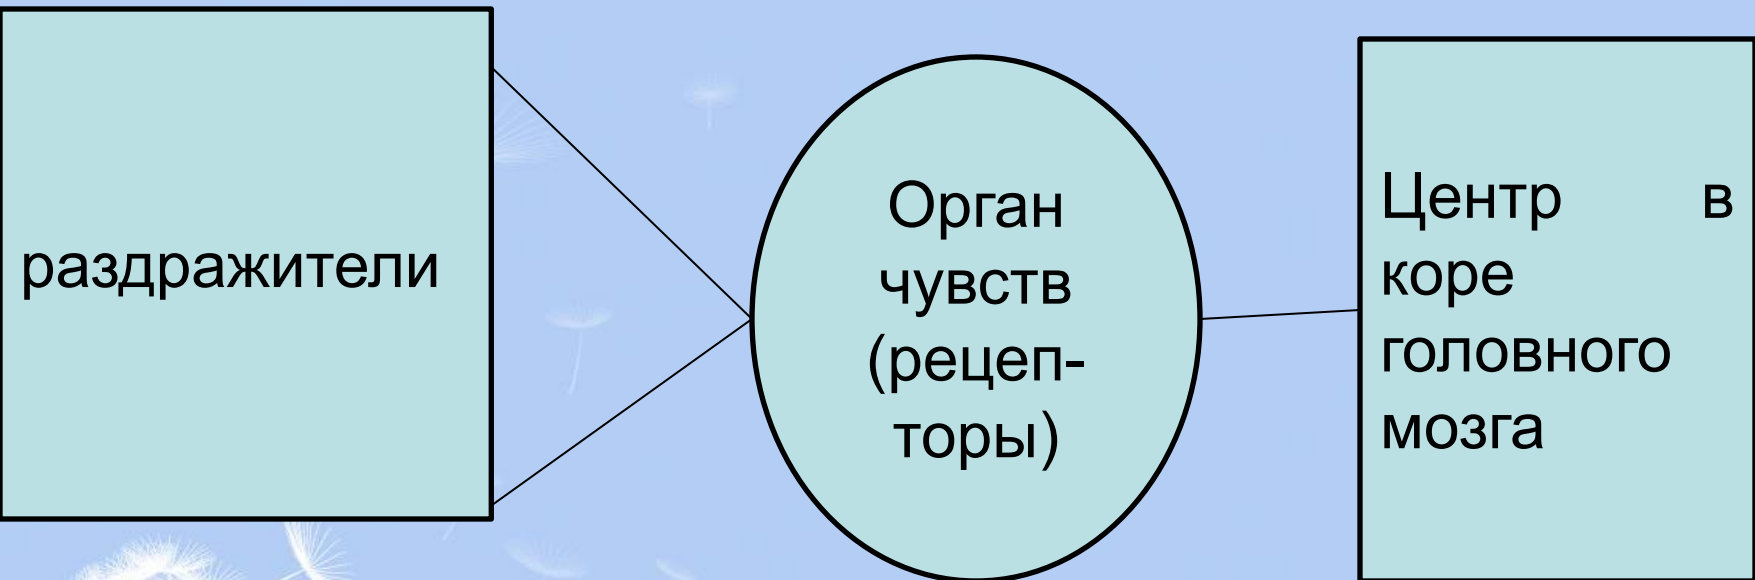 раздражители
Орган
чувств
(рецеп-
торы)
Центр в
коре
головного
мозга